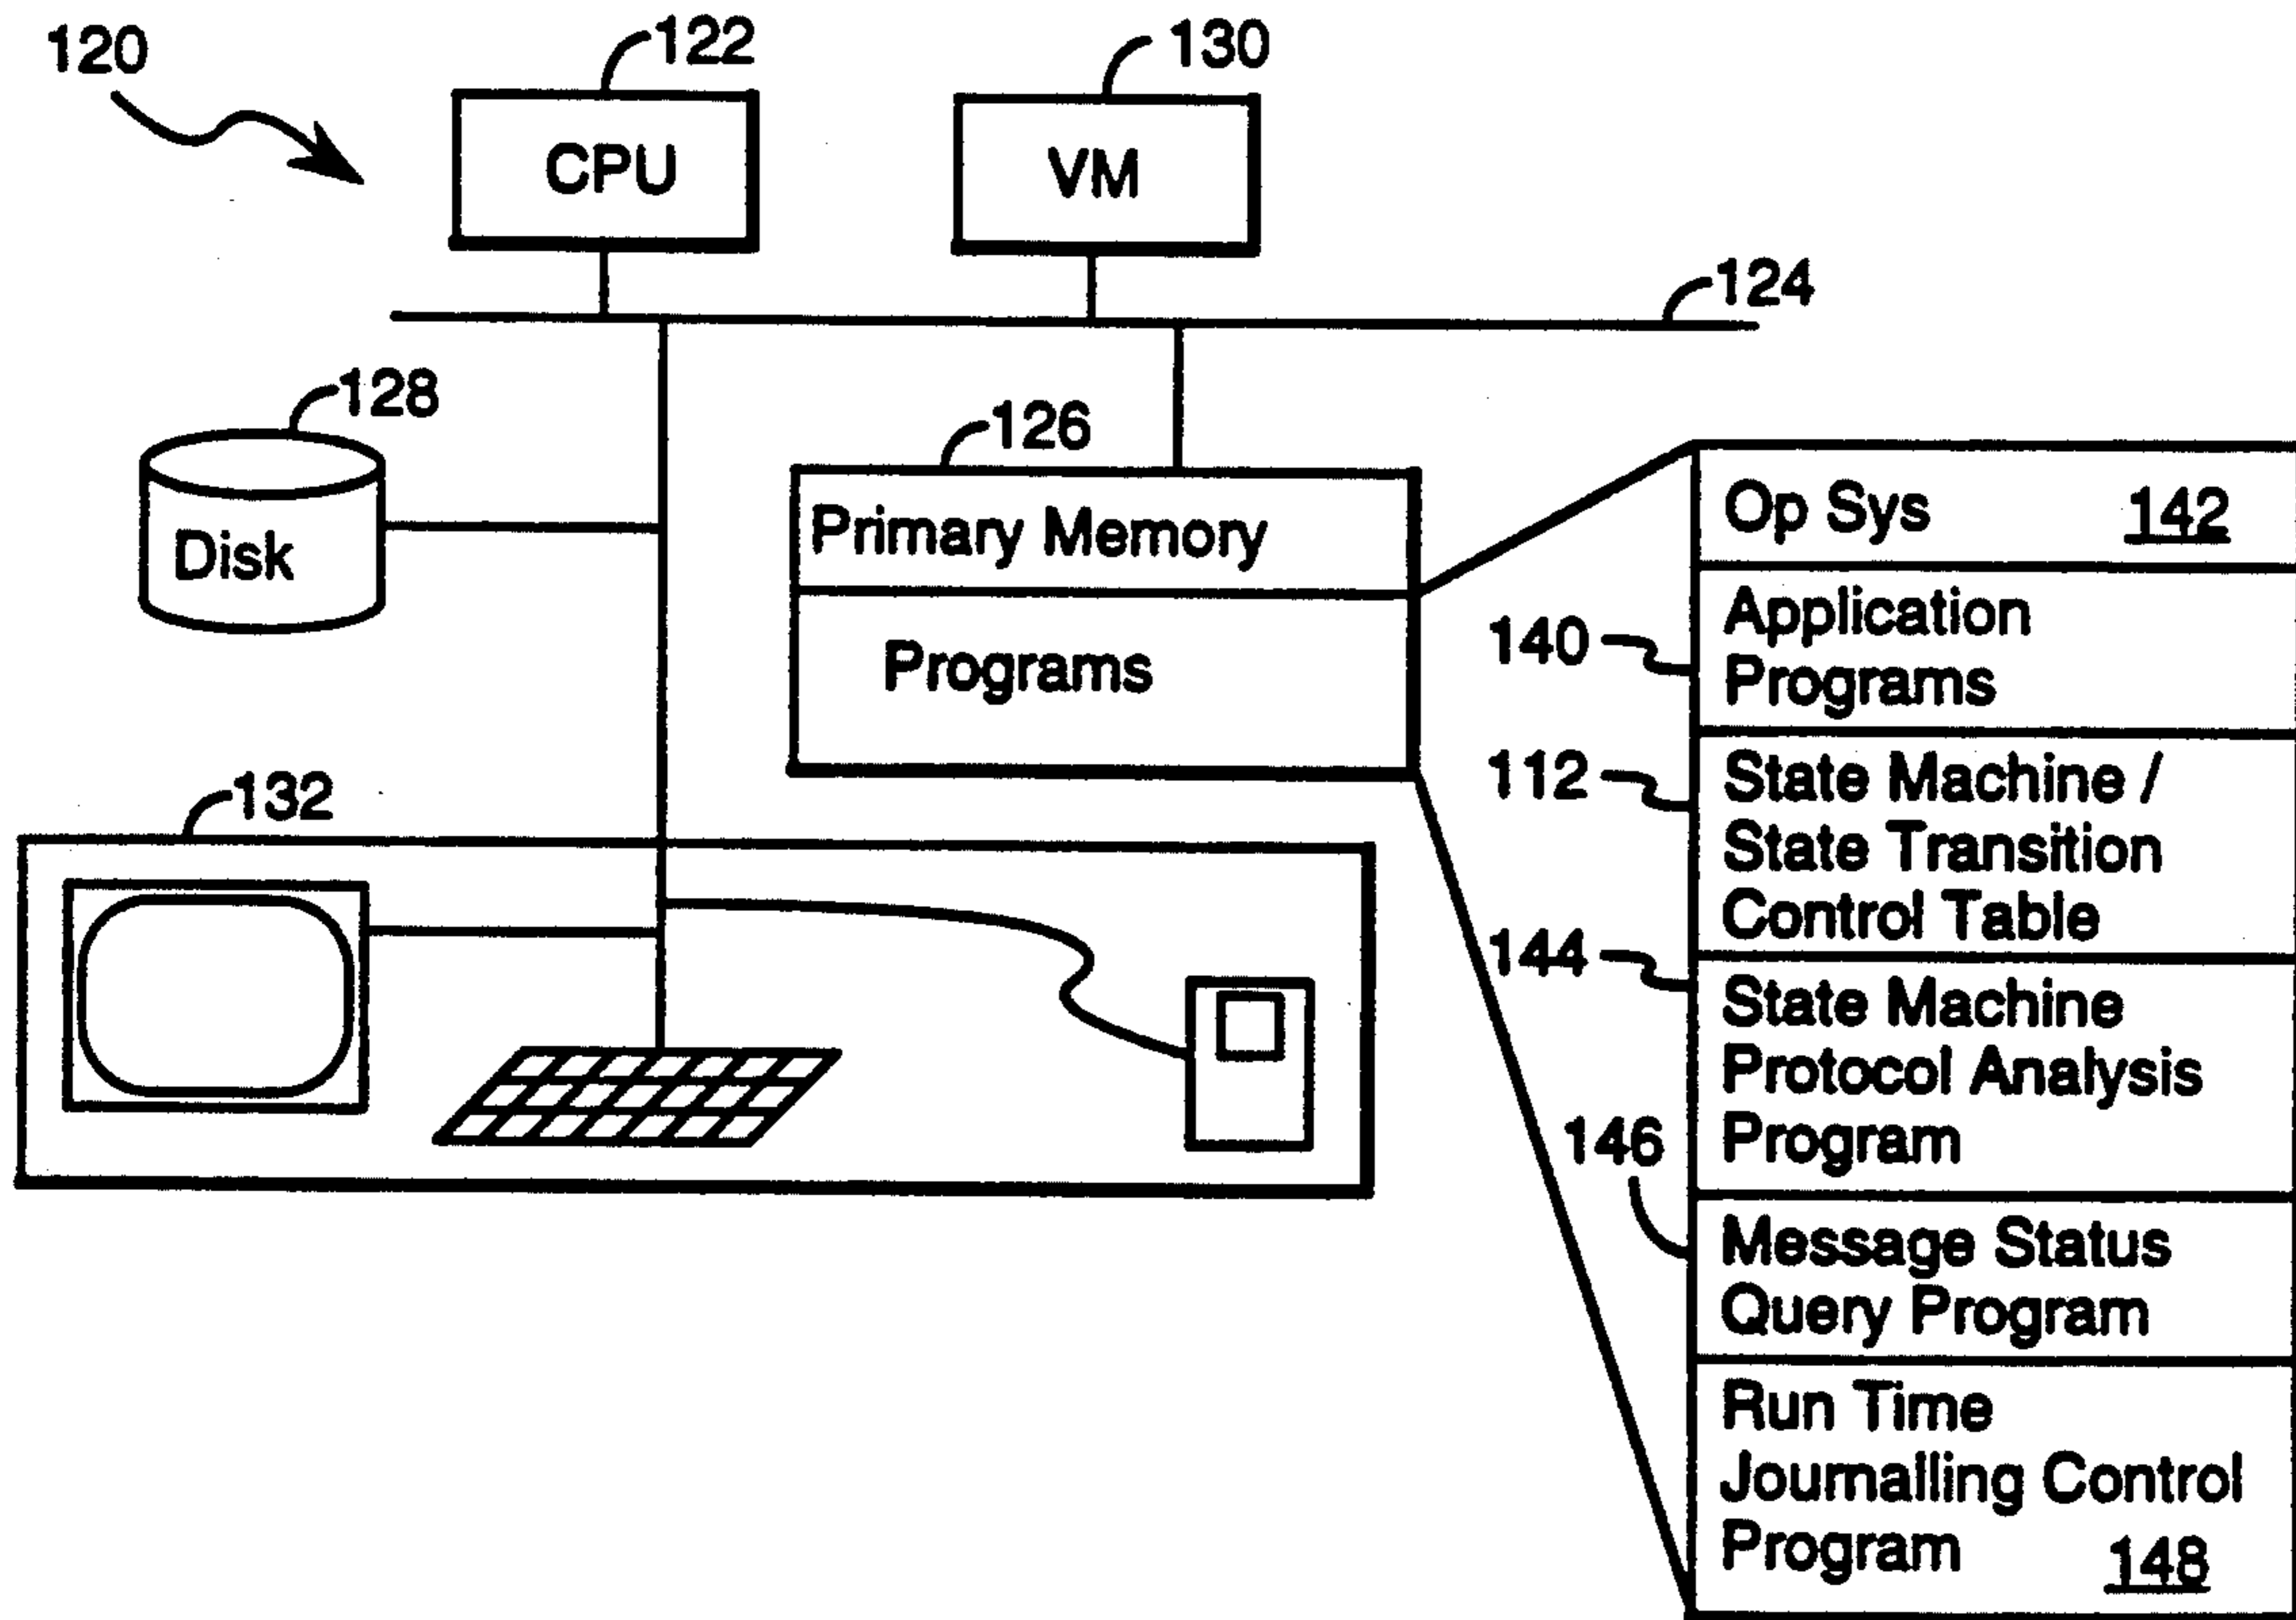 120
122
130
CPU
VM
124
128
126
Disk
Primary Memory
Programs
132
Op Sys 142
140
Application
Programs
112
State Machine /
State Transition
Control Table
144
State Machine
Protocol Analysis
Program
146
Message Status
Query Program
Run Time
Journalling Control
Program 148